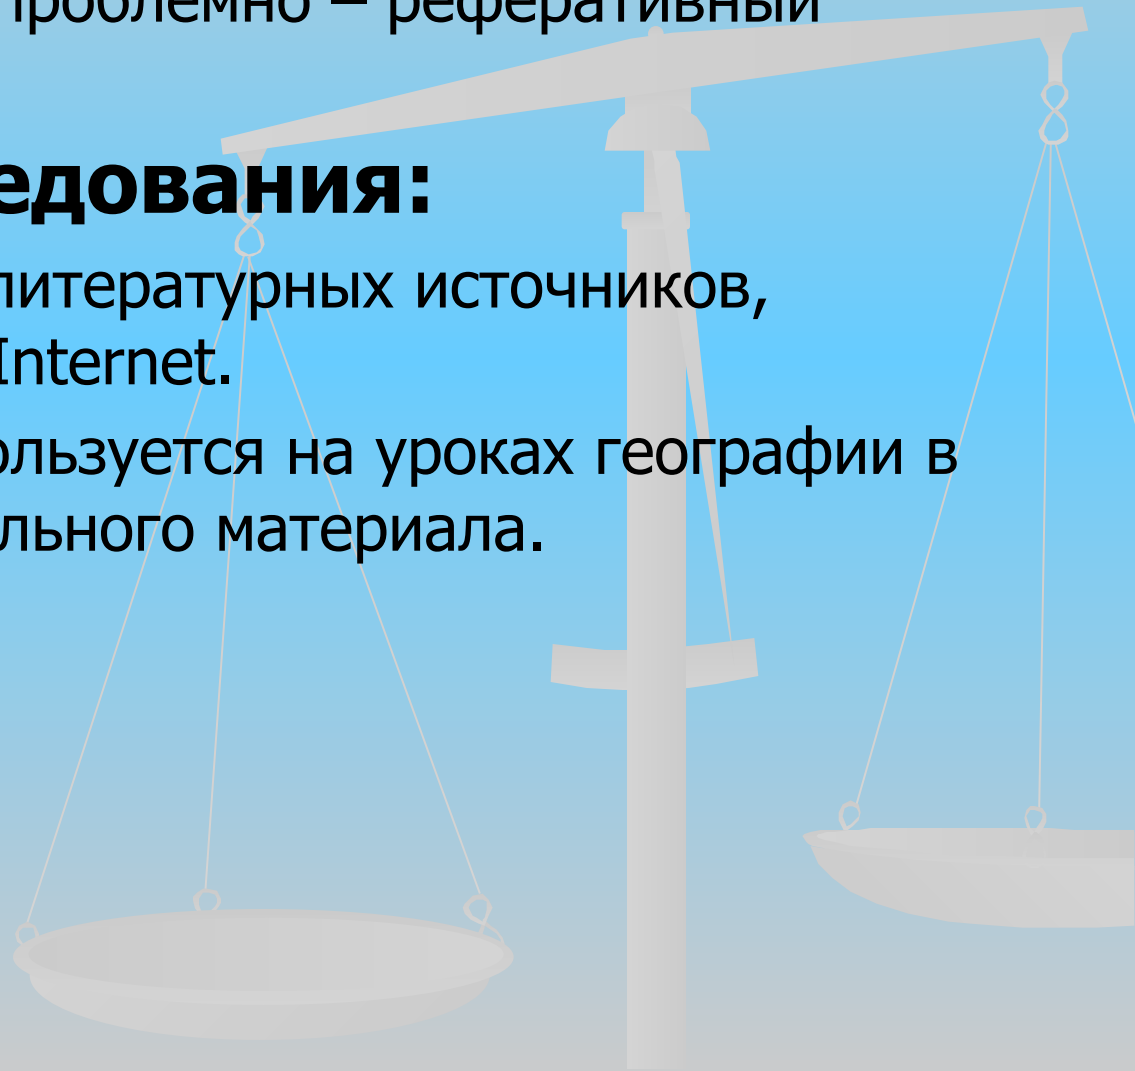 проблемно – реферативный
едования:
литературных источников,
Internet.
ользуется на уроках географии в
льного материала.